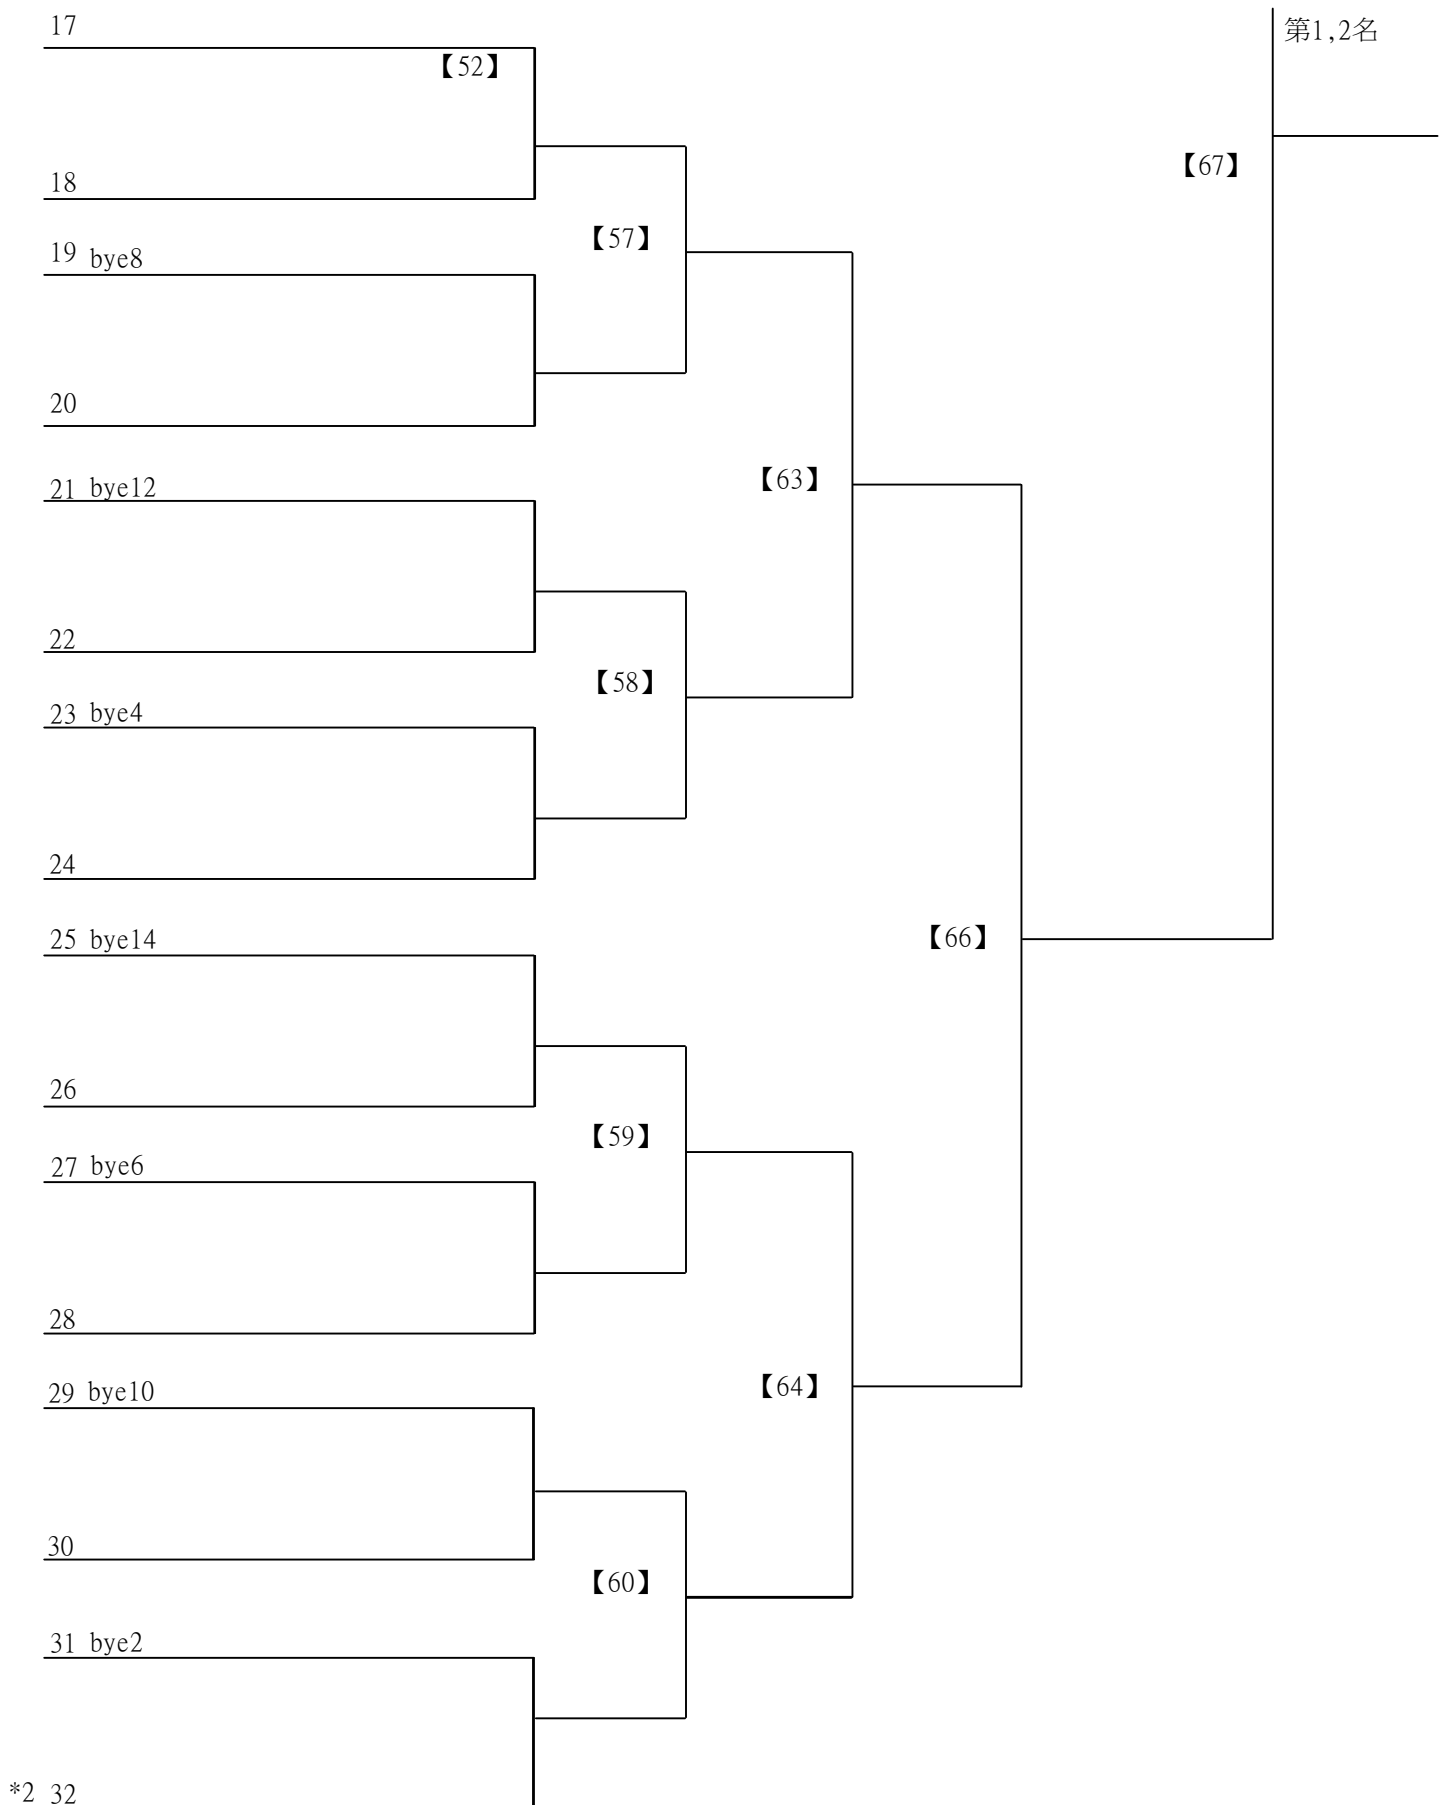 17
第1,2名
【52】
【67】
18
【57】
19 bye8
20
【63】
21 bye12
22
【58】
23 bye4
24
【66】
25 bye14
26
【59】
27 bye6
28
【64】
29 bye10
30
【60】
31 bye2
*2 32